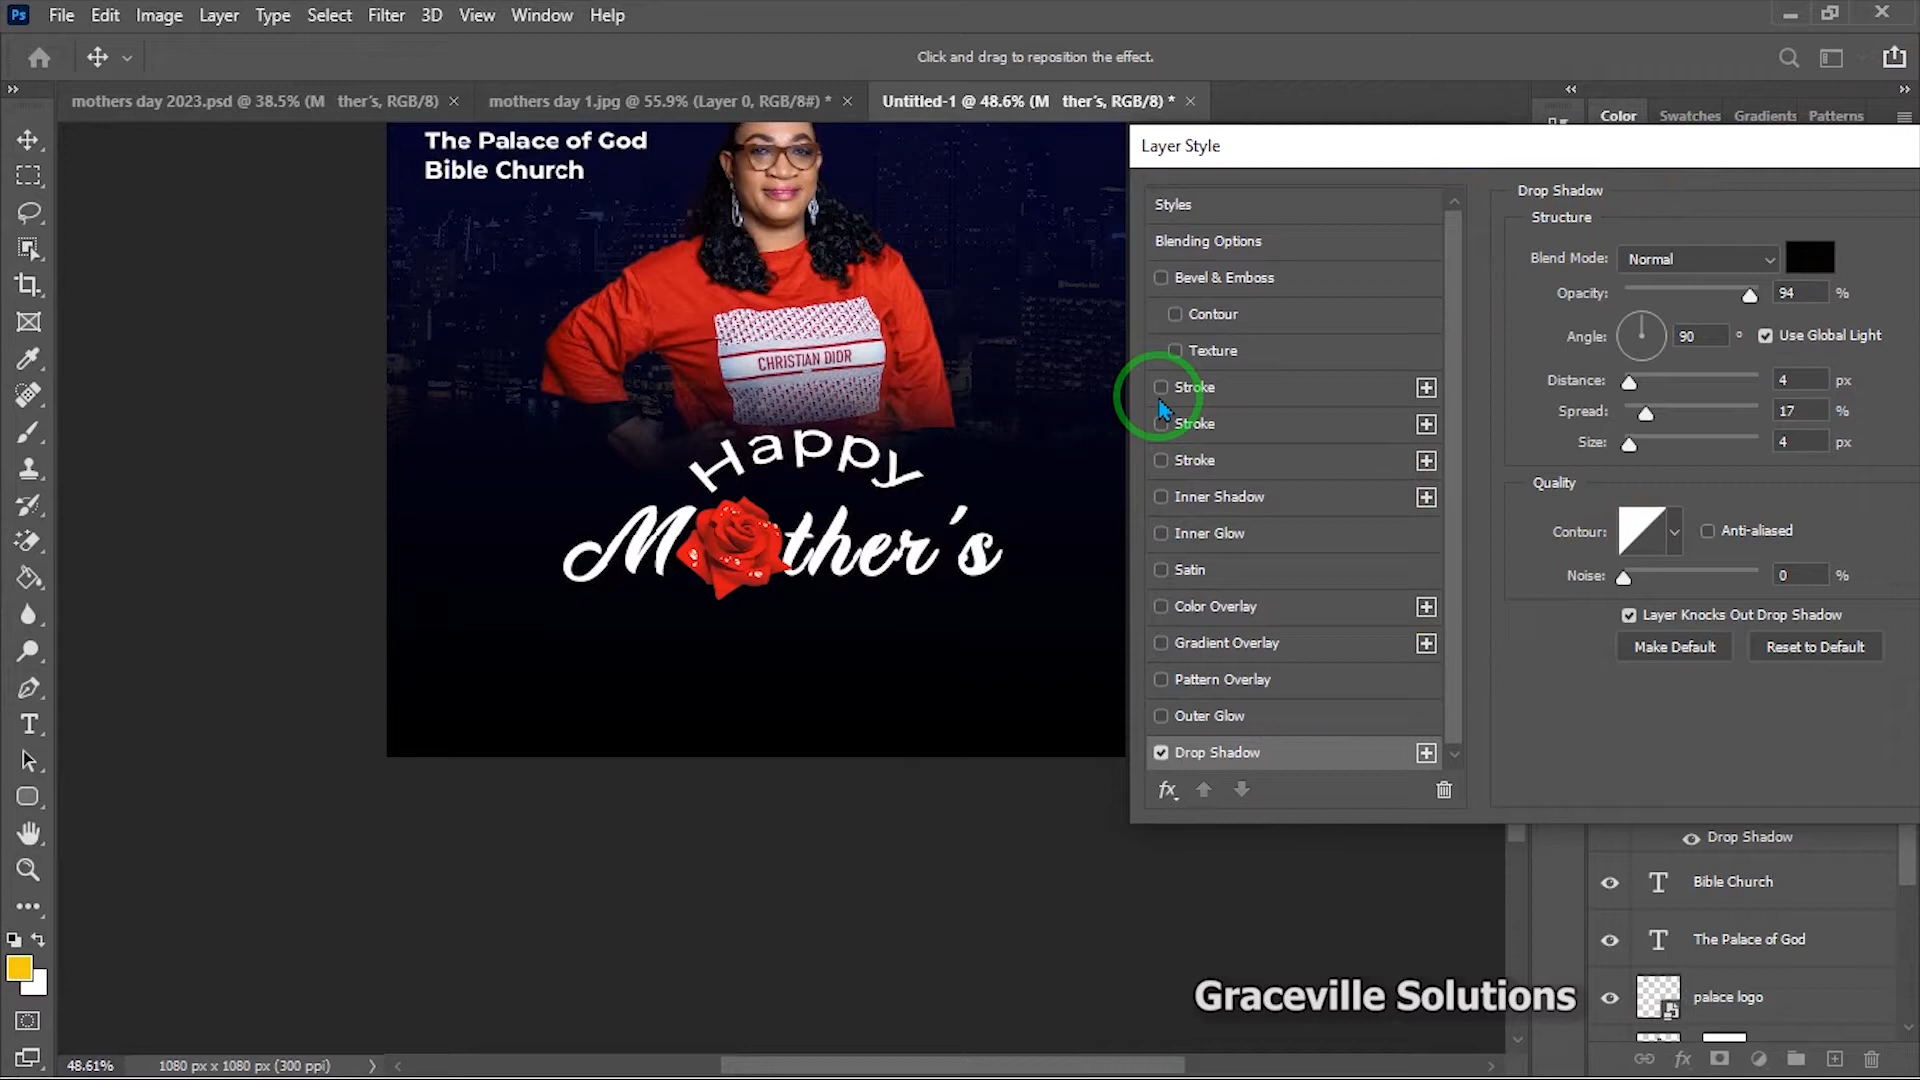 Ps File Edit Image Layer Type Select Filter 3D View Window Help
Click and drag to reposition the effect.
mothers day 2023.psd @ 38.5% (M   ther's, RGB/8)
mothers day 1.jpg @ 55.9% (Layer 0, RGB/8#) *
Untitled-1 @ 48.6% (M   ther's, RGB/8) *
Color Swatches Gradients Patterns
The Palace of God
Bible Church
CHRISTIAN DIOR
Happy
M ther's
Layer Style
Styles
Blending Options
Bevel & Emboss
Contour
Texture
Stroke
Stroke
Stroke
Inner Shadow
Inner Glow
Satin
Color Overlay
Gradient Overlay
Pattern Overlay
Outer Glow
Drop Shadow
fx
Drop Shadow
Structure
Blend Mode: Normal
Opacity: 94 %
Angle: 90 ° Use Global Light
Distance: 4 px
Spread: 17 %
Size: 4 px
Quality
Contour: Anti-aliased
Noise: 0 %
Layer Knocks Out Drop Shadow
Make Default Reset to Default
Drop Shadow
T Bible Church
T The Palace of God
palace logo
fx
Graceville Solutions
48.61% 1080 px x 1080 px (300 ppi)